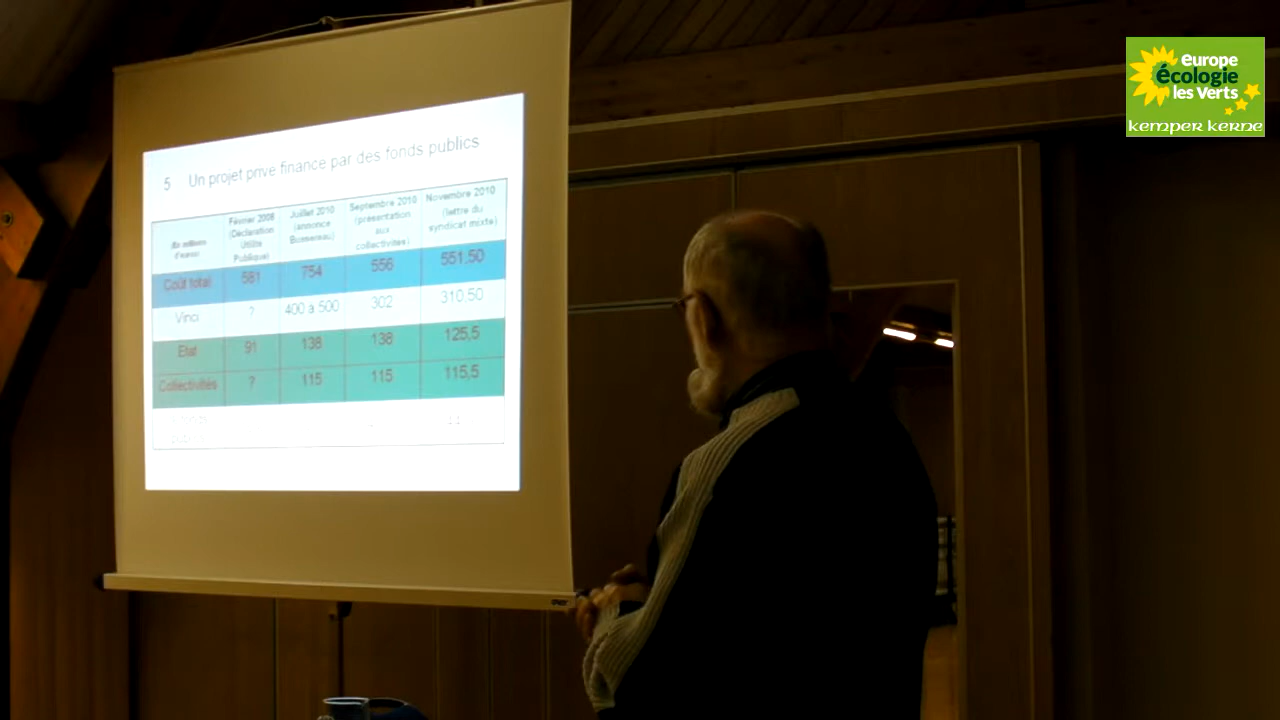 europe
écologie
les verts
kemper kerne
5 Un projet privé finance par des fonds publics
En millions d'euros
Février 2008 (Déclaration Utilité Publique)
Juillet 2010 (annonce Bussereau)
Septembre 2010 (présentation aux collectivités)
Novembre 2010 (lettre du syndicat mixte)
Coût total 581 754 556 551,50
Vinci ? 400 à 500 302 310,50
Etat 91 138 138 125,5
Collectivités ? 115 115 115,5